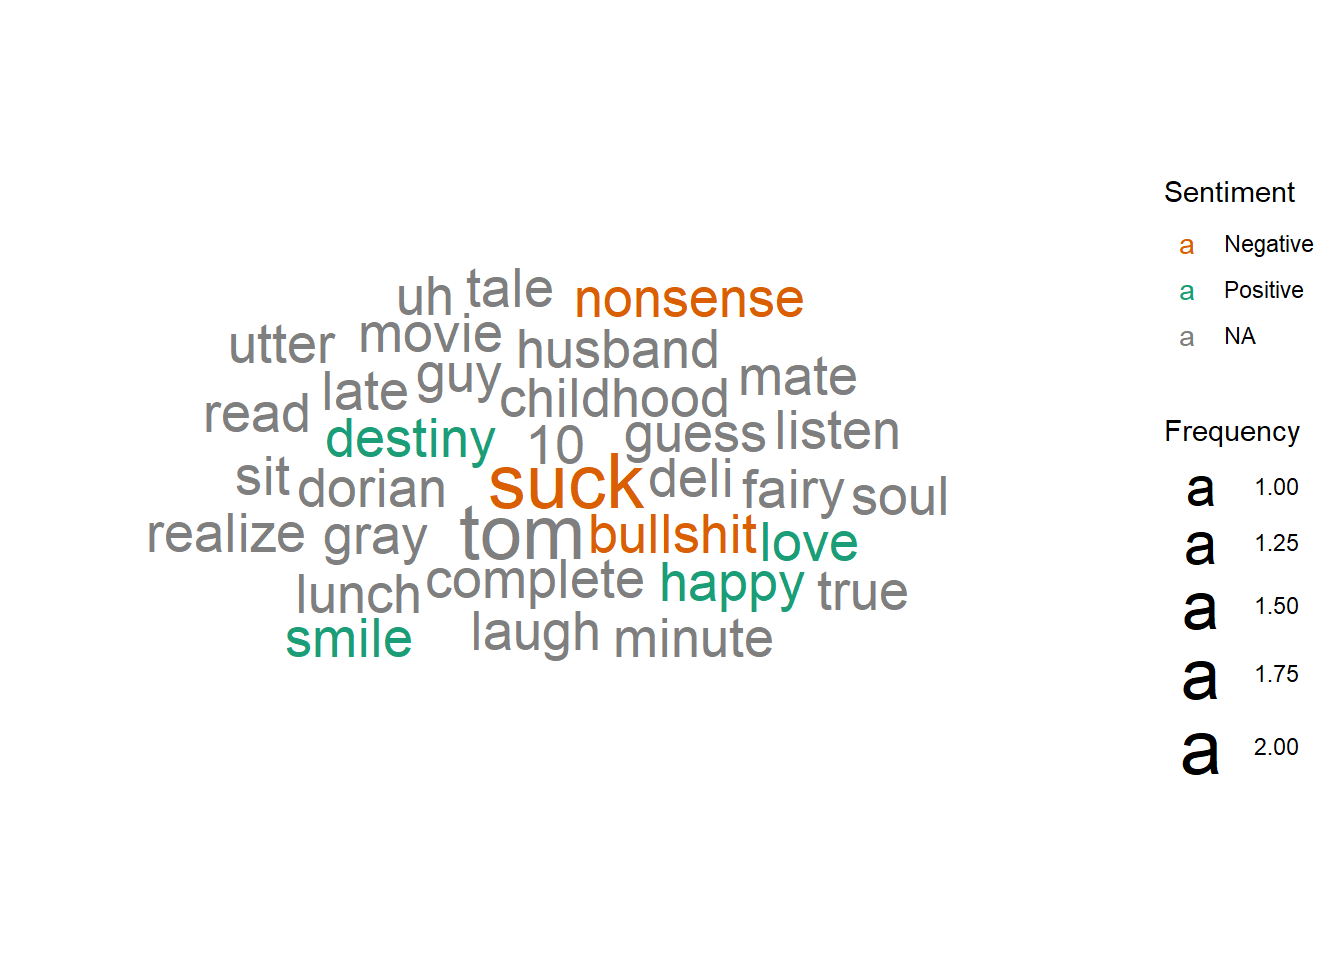 uh tale nonsense
utter movie husband
late guy childhood mate
read destiny 10 guess listen
sit dorian suck deli fairy soul
realize gray tom bullshit love
lunch complete happy true
smile laugh minute
Sentiment
a Negative
a Positive
a NA
Frequency
a 1.00
a 1.25
a 1.50
a 1.75
a 2.00